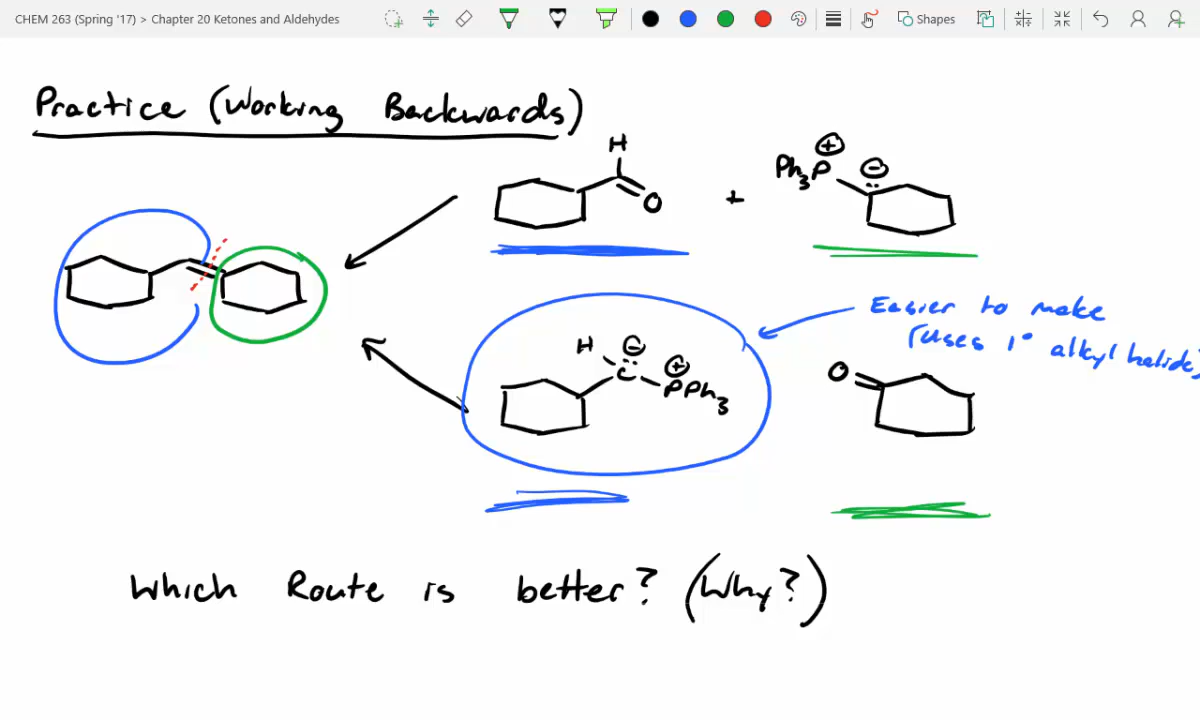 CHEM 263 (Spring '17) > Chapter 20 Ketones and Aldehydes
Shapes
Practice (Working Backwards)
H
O
+
Ph3P
⊕
⊖
Easier to make
(uses 1° alkyl halide)
H
⊖
C
⊕
PPh3
O
Which Route is better? (Why?)